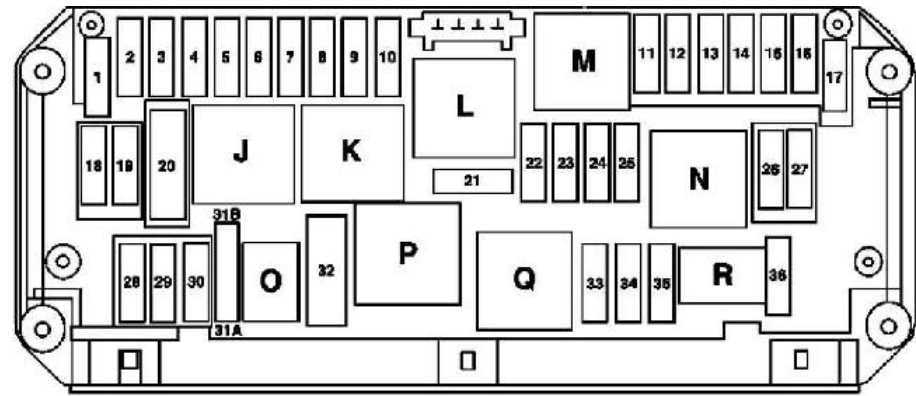 1 2 3 4 5 6 7 8 9 10 M 11 12 13 14 15 16 17
18 19 20 J K L 21 22 23 24 25 N 26 27
31B
28 29 30 O 32 P Q 33 34 35 R 36
31A